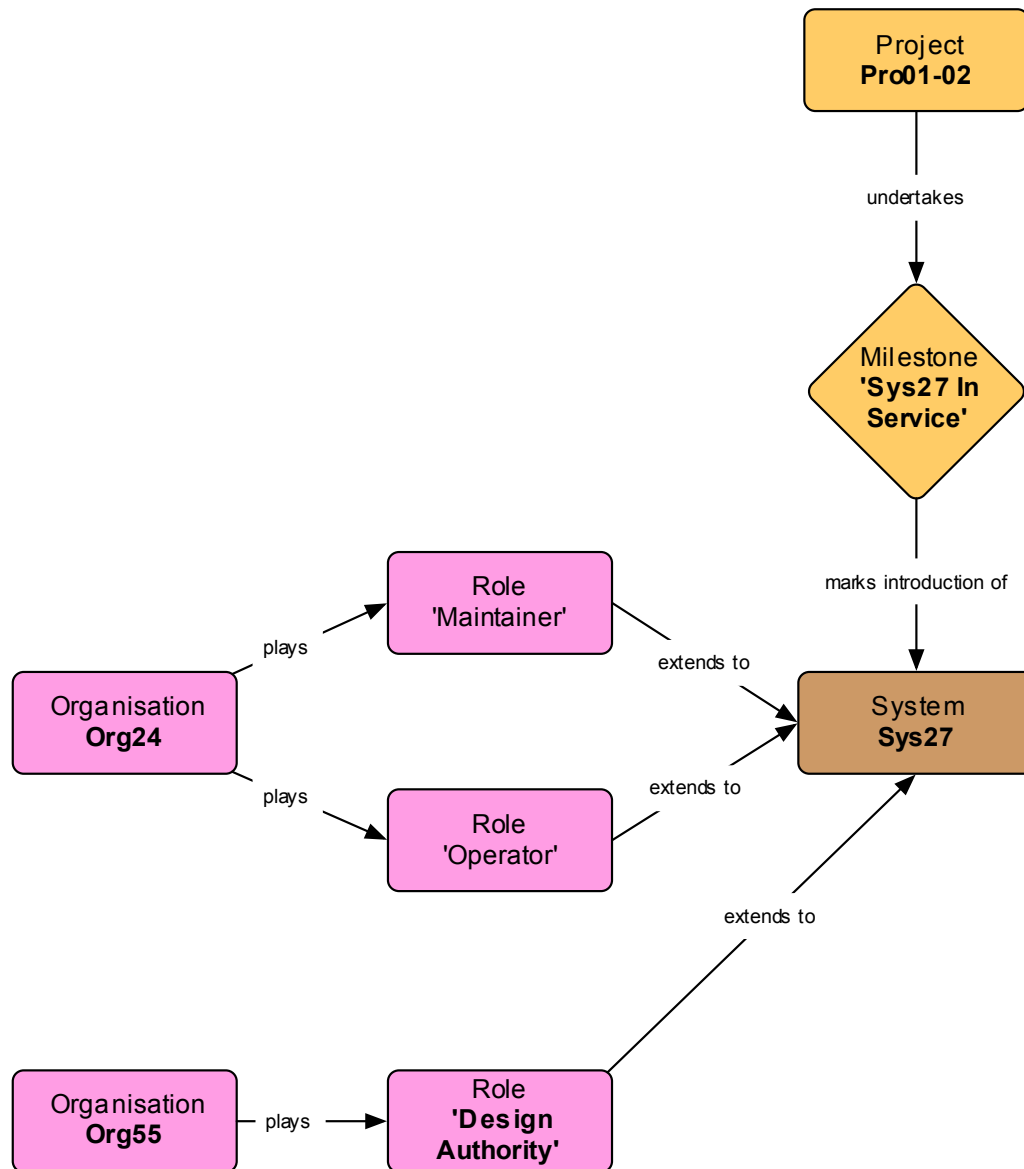 Project
Pro01-02
undertakes
Milestone
'Sys27 In
Service'
marks introduction of
Role
'Maintainer'
plays
extends to
Organisation
Org24
System
Sys27
plays
extends to
Role
'Operator'
extends to
Organisation
Org55
plays
Role
'Design
Authority'